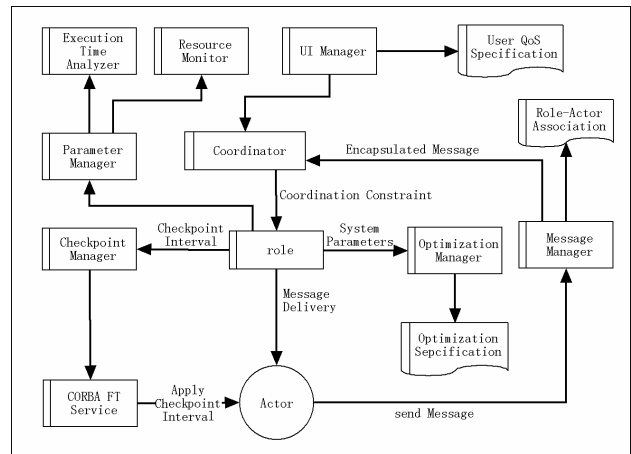 Execution
Time
Analyzer
Resource
Monitor
UI Manager
User QoS
Specification
Role-Actor
Association
Parameter
Manager
Coordinator
Encapsulated Message
Coordination Constraint
Checkpoint
Interval
System
Parameters
Checkpoint
Manager
role
Optimization
Manager
Message
Manager
Message
Delivery
Optimization
Sepcification
CORBA FT
Service
Apply
Checkpoint
Interval
Actor
send Message